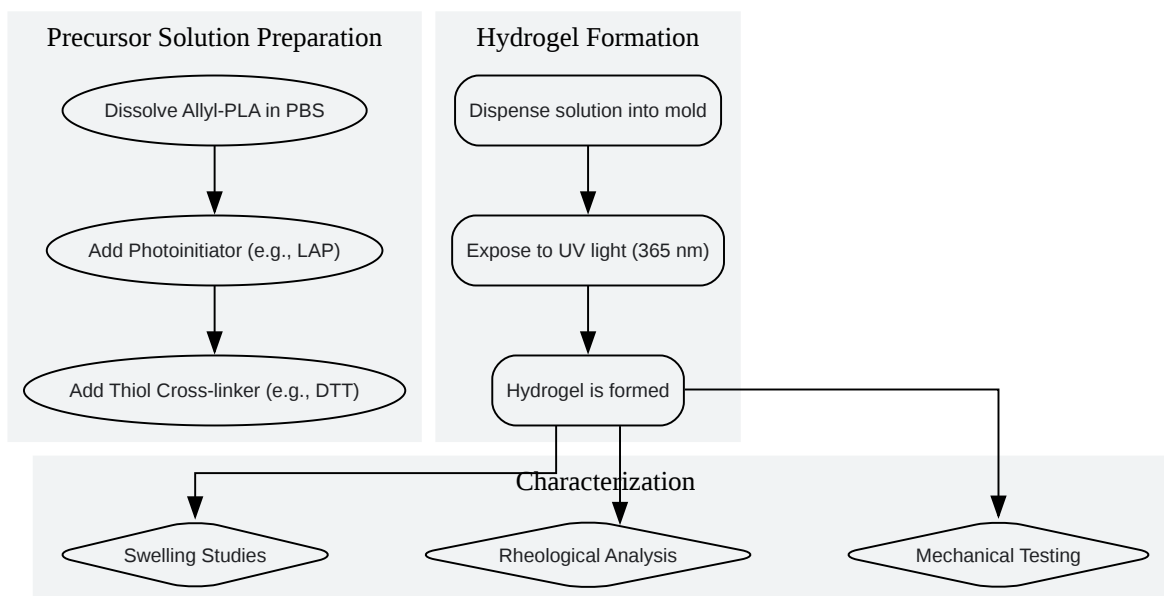 Precursor Solution Preparation
Dissolve Allyl-PLA in PBS
Add Photoinitiator (e.g., LAP)
Add Thiol Cross-linker (e.g., DTT)
Hydrogel Formation
Dispense solution into mold
Expose to UV light (365 nm)
Hydrogel is formed
Characterization
Swelling Studies
Rheological Analysis
Mechanical Testing